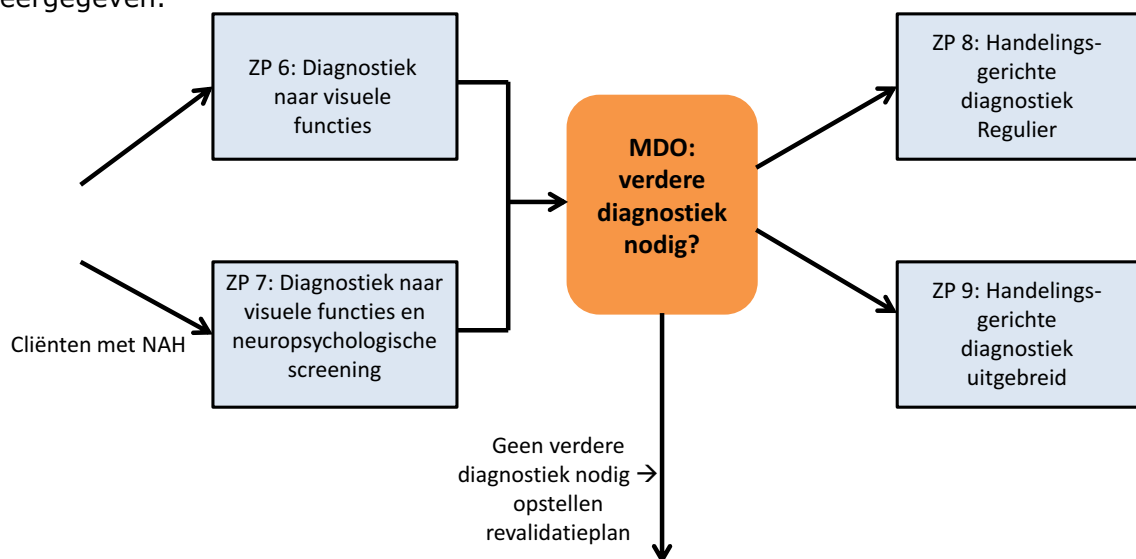 eergegeven.
ZP 6: Diagnostiek
naar visuele
functies
ZP 7: Diagnostiek naar
visuele functies en
neuropsychologische
screening
Cliënten met NAH
MDO:
verdere
diagnostiek
nodig?
Geen verdere
diagnostiek nodig →
opstellen
revalidatieplan
ZP 8: Handelings-
gerichte
diagnostiek
Regulier
ZP 9: Handelings-
gerichte
diagnostiek
uitgebreid